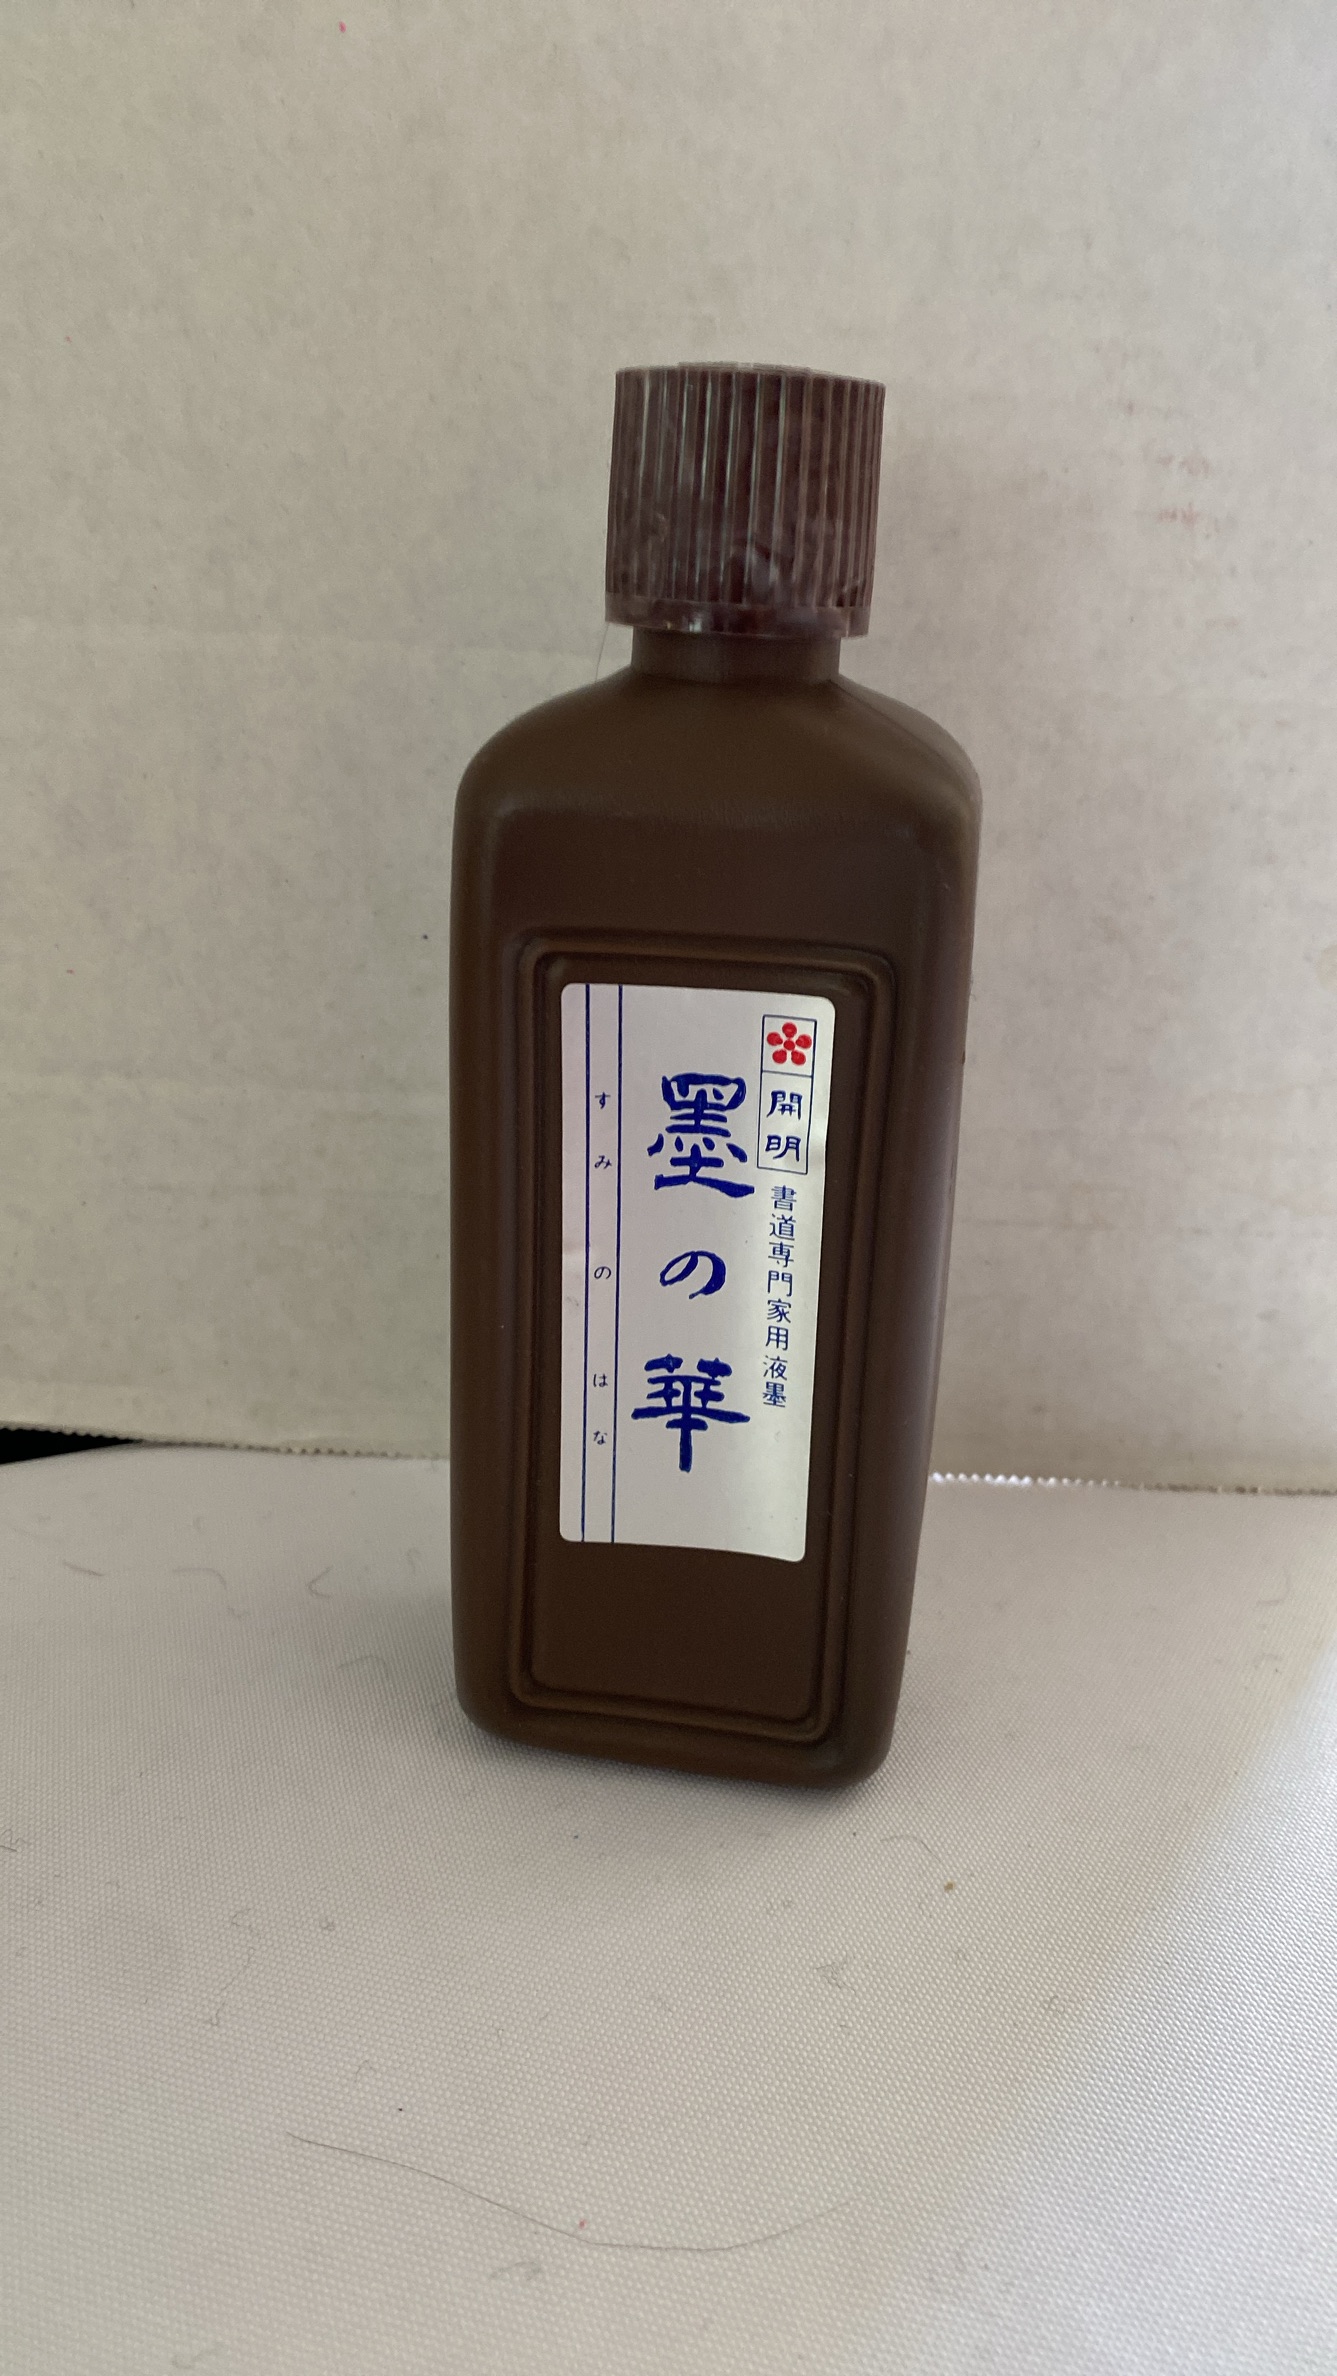 開明
書道専門家用液墨
墨の華
すみのはな